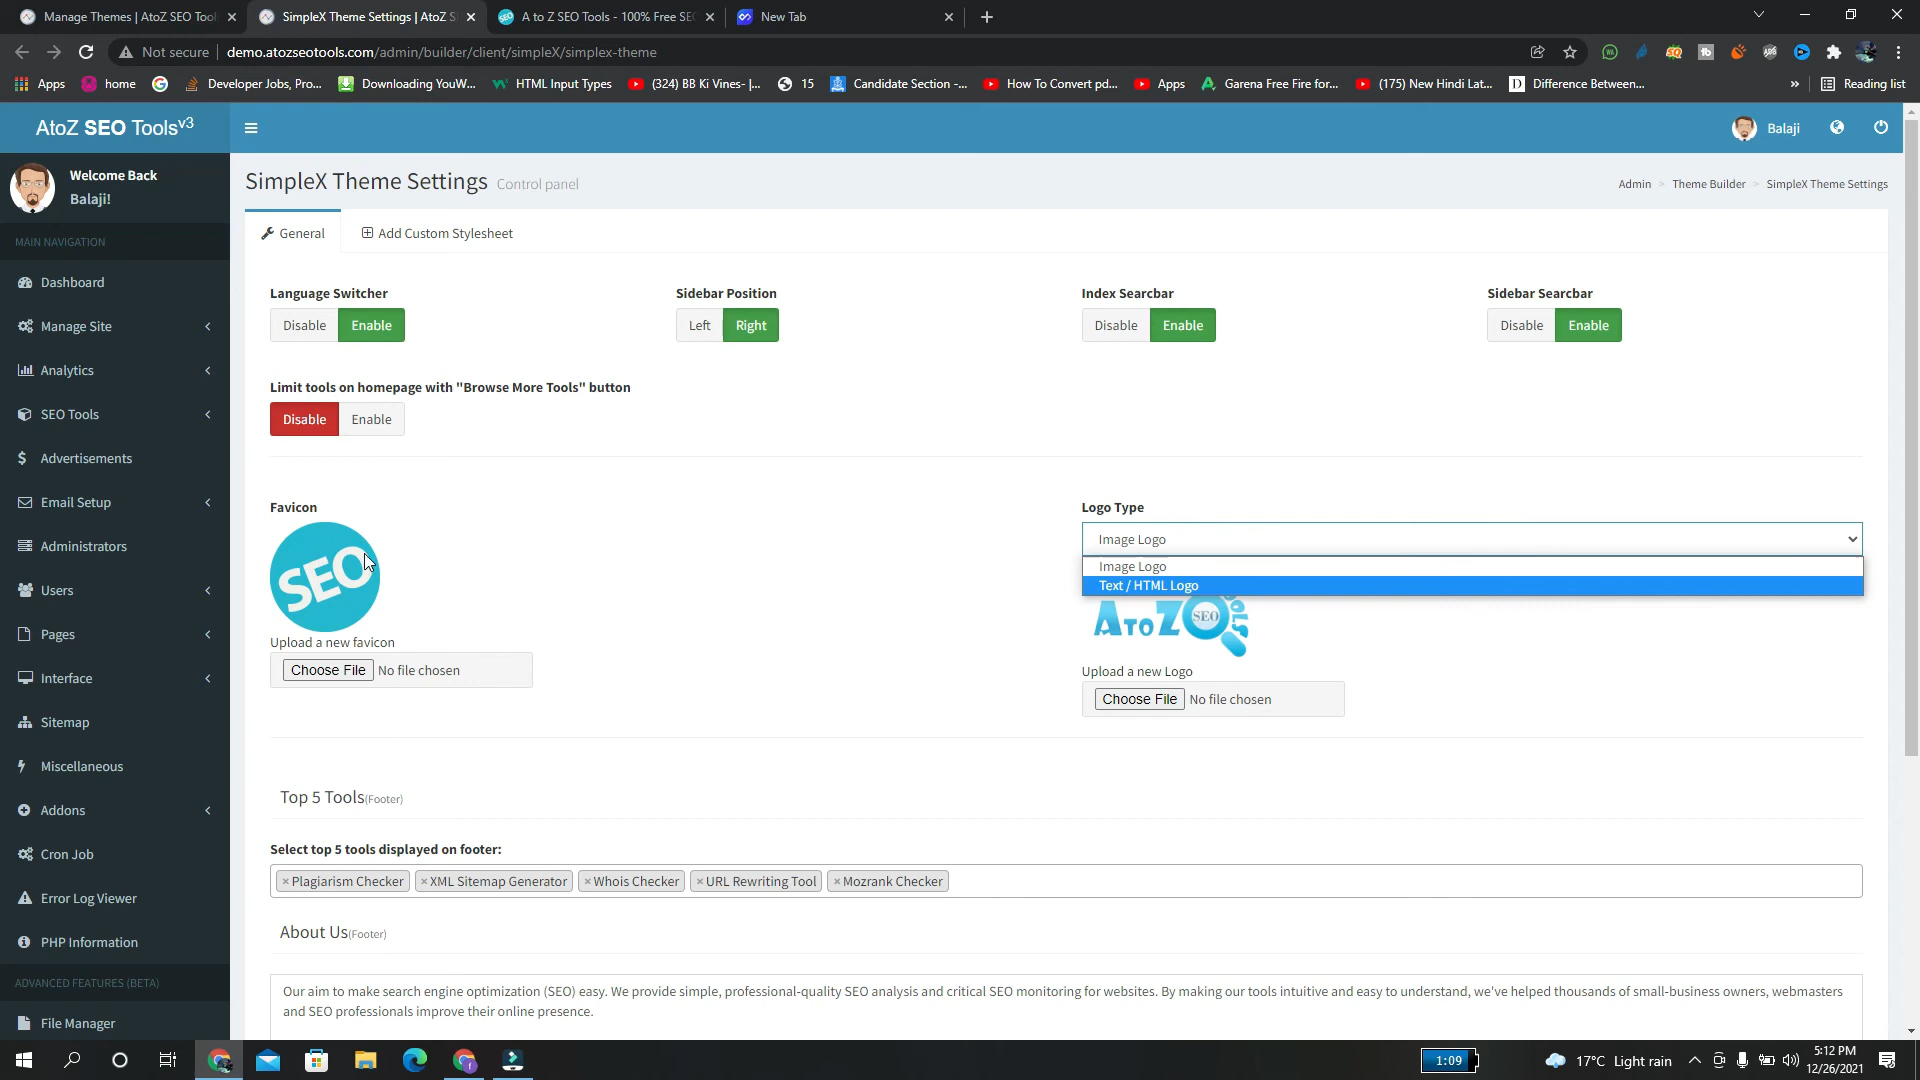 Manage Themes | AtoZ SEO Tool
SimpleX Theme Settings | AtoZ S
A to Z SEO Tools - 100% Free SEO
New Tab
Not secure
demo.atozseotools.com/admin/builder/client/simpleX/simplex-theme
Apps
home
Developer Jobs, Pro...
Downloading YouW...
HTML Input Types
(324) BB Ki Vines- |...
15
Candidate Section -...
How To Convert pd...
Apps
Garena Free Fire for...
(175) New Hindi Lat...
Difference Between...
»
Reading list
AtoZ SEO Tools v3
Balaji
Welcome Back
Balaji!
SimpleX Theme Settings Control panel
Admin > Theme Builder > SimpleX Theme Settings
MAIN NAVIGATION
Dashboard
Manage Site
Analytics
SEO Tools
Advertisements
Email Setup
Administrators
Users
Pages
Interface
Sitemap
Miscellaneous
Addons
Cron Job
Error Log Viewer
PHP Information
ADVANCED FEATURES (BETA)
File Manager
General
Add Custom Stylesheet
Language Switcher
Disable Enable
Sidebar Position
Left Right
Index Searcbar
Disable Enable
Sidebar Searcbar
Disable Enable
Limit tools on homepage with "Browse More Tools" button
Disable Enable
Favicon
SEO
Upload a new favicon
Choose File No file chosen
Logo Type
Image Logo
Image Logo
Text / HTML Logo
ATOZ SEO TOOLS
Upload a new Logo
Choose File No file chosen
Top 5 Tools(Footer)
Select top 5 tools displayed on footer:
× Plagiarism Checker × XML Sitemap Generator × Whois Checker × URL Rewriting Tool × Mozrank Checker
About Us(Footer)
Our aim to make search engine optimization (SEO) easy. We provide simple, professional-quality SEO analysis and critical SEO monitoring for websites. By making our tools intuitive and easy to understand, we've helped thousands of small-business owners, webmasters
and SEO professionals improve their online presence.
1:09
17°C Light rain
5:12 PM
12/26/2021